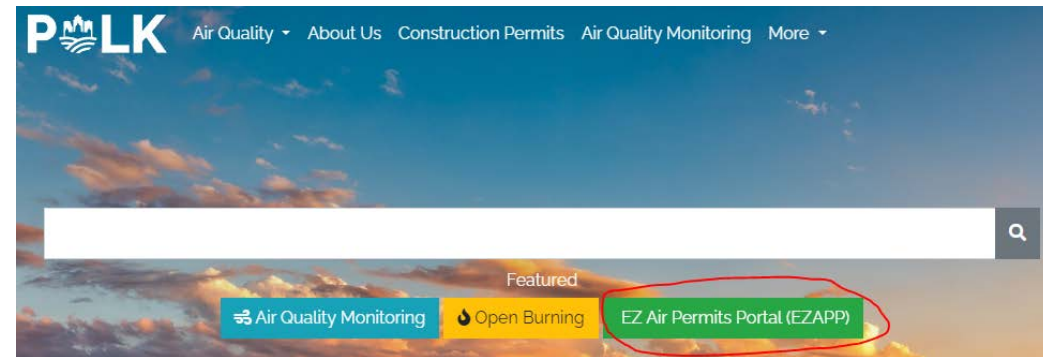 POLK Air Quality About Us Construction Permits Air Quality Monitoring More
Featured
Air Quality Monitoring Open Burning EZ Air Permits Portal (EZAPP)